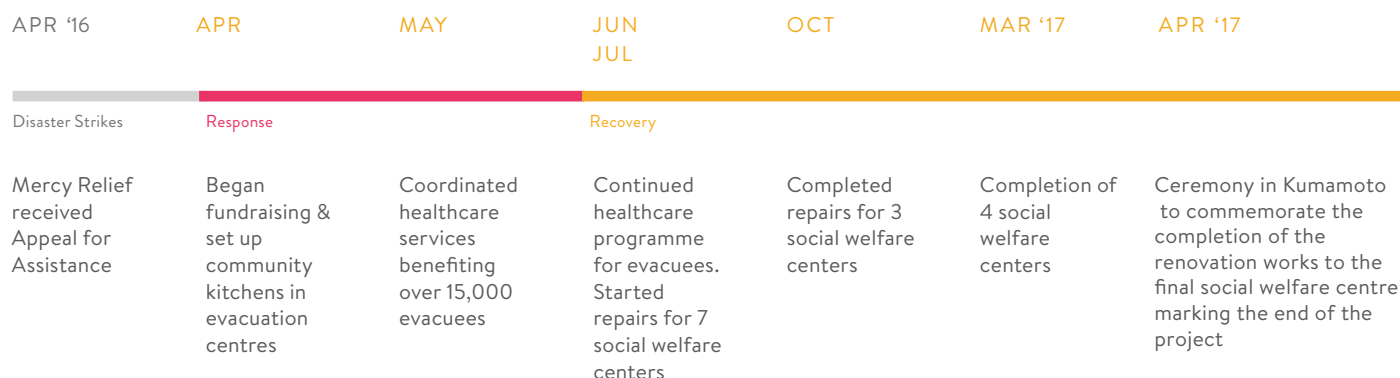 APR ‘16
APR
MAY
JUN
JUL
OCT
MAR ‘17
APR ‘17
Disaster Strikes
Response
Recovery
Mercy Relief
received
Appeal for
Assistance
Began
fundraising &
set up
community
kitchens in
evacuation
centres
Coordinated
healthcare
services
benefiting
over 15,000
evacuees
Continued
healthcare
programme
for evacuees.
Started
repairs for 7
social welfare
centers
Completed
repairs for 3
social welfare
centers
Completion of
4 social
welfare
centers
Ceremony in Kumamoto
to commemorate the
completion of the
renovation works to the
final social welfare centre
marking the end of the
project